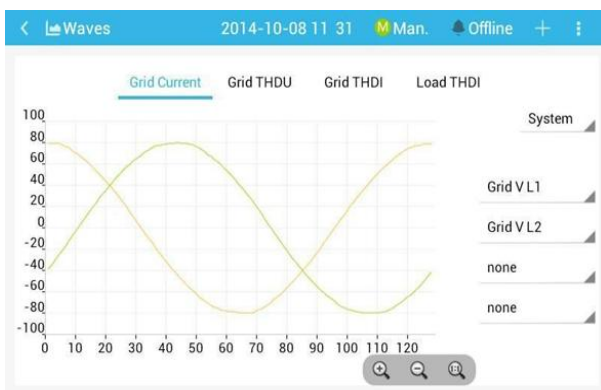 Waves 2014-10-08 11 31 M Man. Offline
Grid Current Grid THDU Grid THDI Load THDI
System
Grid V L1
Grid V L2
none
none
100
80
60
40
20
0
-20
-40
-60
-80
-100
0 10 20 30 40 50 60 70 80 90 100 110 120
1:1